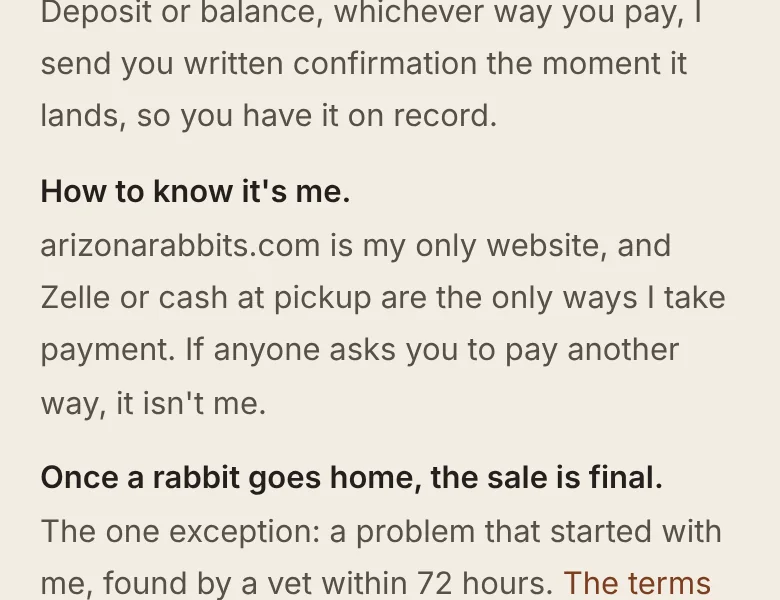 Deposit or balance, whichever way you pay, I
send you written confirmation the moment it
lands, so you have it on record.
How to know it's me.
arizonarabbits.com is my only website, and
Zelle or cash at pickup are the only ways I take
payment. If anyone asks you to pay another
way, it isn't me.
Once a rabbit goes home, the sale is final.
The one exception: a problem that started with
me, found by a vet within 72 hours. The terms